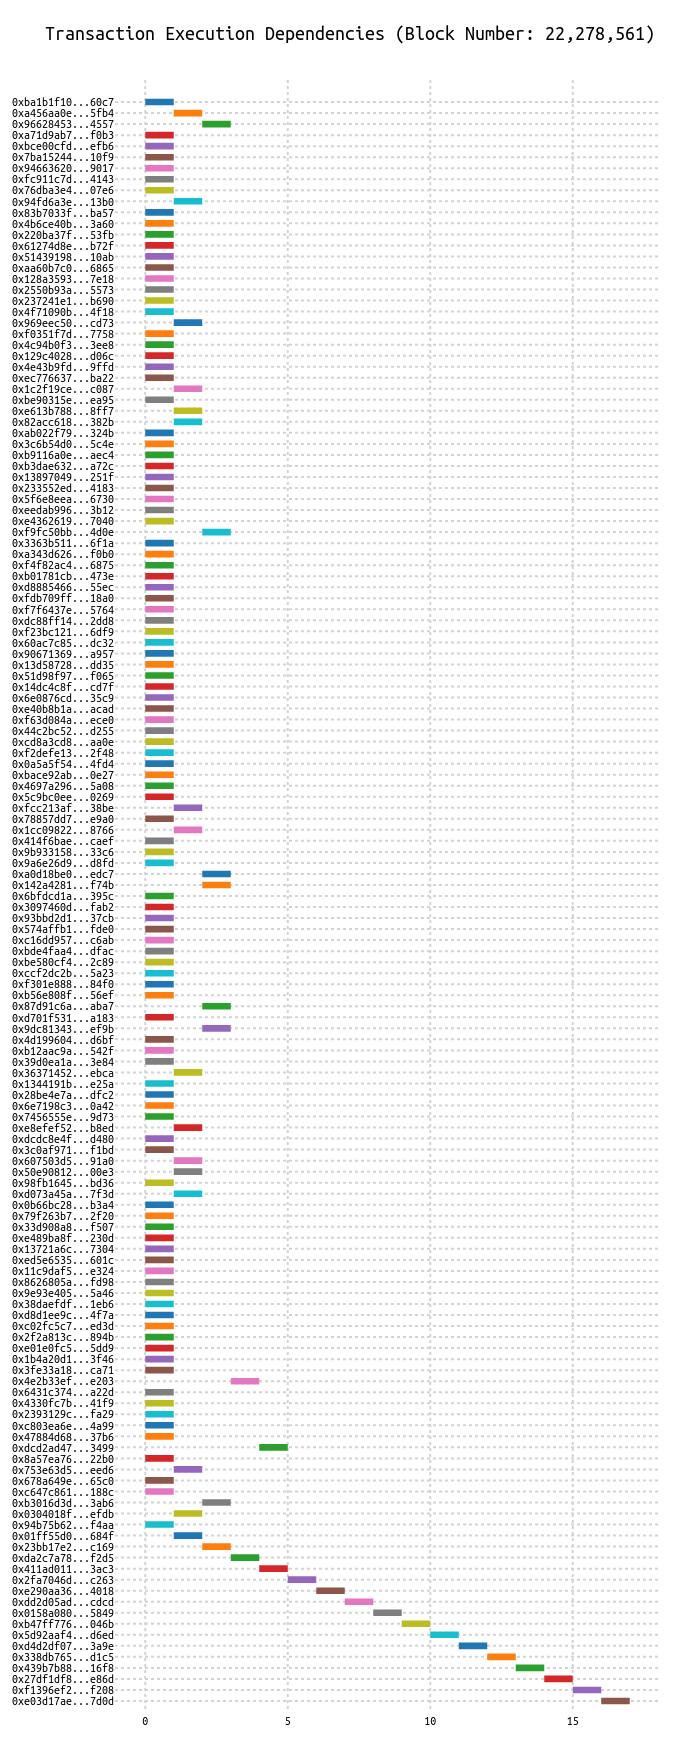 Transaction Execution Dependencies (Block Number: 22,278,561)
0xba1b1f10...60c7
0xa456aa0e...5fb4
0x96628453...4557
0xa71d9ab7...f0b3
0xbce00cfd...efb6
0x7ba15244...10f9
0x94663620...9017
0xfc911c7d...4143
0x76dba3e4...07e6
0x94fd6a3e...13b0
0x83b7033f...ba57
0x4b6ce40b...3a60
0x220ba37f...53fb
0x61274d8e...b72f
0x51439198...10ab
0xaa60b7c0...6865
0x128a3593...7e18
0x2550b93a...5573
0x237241e1...b690
0x4f71090b...4f18
0x969eec50...cd73
0xf0351f7d...7758
0x4c94b0f3...3ee8
0x129c4028...d06c
0x4e43b9fd...9ffd
0xec776637...ba22
0x1c2f19ce...c087
0xbe90315e...ea95
0xe613b788...8ff7
0x82acc618...382b
0xab022f79...324b
0x3c6b54d0...5c4e
0xb9116a0e...aec4
0xb3dae632...a72c
0x13897049...251f
0x233552ed...4183
0x5f6e8eea...6730
0xeedab996...3b12
0xe4362619...7040
0xf9fc50bb...4d0e
0x3363b511...6f1a
0xa343d626...f0b0
0xf4f82ac4...6875
0xb01781cb...473e
0xd8885466...55ec
0xfdb709ff...18a0
0xf7f6437e...5764
0xdc88ff14...2dd8
0xf23bc121...6df9
0x60ac7c85...dc32
0x90671369...a957
0x13d58728...dd35
0x51d98f97...f065
0x14dc4c8f...cd7f
0x6e0876cd...35c9
0xe40b8b1a...acad
0xf63d084a...ece0
0x44c2bc52...d255
0xcd8a3cd8...aa0e
0xf2defe13...2f48
0x0a5a5f54...4fd4
0xbace92ab...0e27
0x4697a296...5a08
0x5c9bc0ee...0269
0xfcc213af...38be
0x78857dd7...e9a0
0x1cc09822...8766
0x414f6bae...caef
0x9b933158...33c6
0x9a6e26d9...d8fd
0xa0d18be0...edc7
0x142a4281...f74b
0x6bfdcd1a...395c
0x3097460d...fab2
0x93bbd2d1...37cb
0x574affb1...fde0
0xc16dd957...c6ab
0xbde4faa4...dfac
0xbe580cf4...2c89
0xccf2dc2b...5a23
0xf301e888...84f0
0xb56e808f...56ef
0x87d91c6a...aba7
0xd701f531...a183
0x9dc81343...ef9b
0x4d199604...d6bf
0xb12aac9a...542f
0x39d0ea1a...3e84
0x36371452...ebca
0x1344191b...e25a
0x28be4e7a...dfc2
0x6e7198c3...0a42
0x7456555e...9d73
0xe8efef52...b8ed
0xdcdc8e4f...d480
0x3c0af971...f1bd
0x607503d5...91a0
0x50e90812...00e3
0x98fb1645...bd36
0xd073a45a...7f3d
0x0b66bc28...b3a4
0x79f263b7...2f20
0x33d908a8...f507
0xe489ba8f...230d
0x13721a6c...7304
0xed5e6535...601c
0x11c9daf5...e324
0x8626805a...fd98
0x9e93e405...5a46
0x38daefdf...1eb6
0xd8d1ee9c...4f7a
0xc02fc5c7...ed3d
0x2f2a813c...894b
0xe01e0fc5...5dd9
0x1b4a20d1...3f46
0x3fe33a18...ca71
0x4e2b33ef...e203
0x6431c374...a22d
0x4330fc7b...41f9
0x2393129c...fa29
0xc803ea6e...4a99
0x47884d68...37b6
0xdcd2ad47...3499
0x8a57ea76...22b0
0x753e63d5...eed6
0x678a649e...65c0
0xc647c861...188c
0xb3016d3d...3ab6
0x0304018f...efdb
0x94b75b62...f4aa
0x01ff55d0...684f
0x23bb17e2...c169
0xda2c7a78...f2d5
0x411ad011...3ac3
0x2fa7046d...c263
0xe290aa36...4018
0xdd2d05ad...cdcd
0x0158a080...5849
0xb47ff776...046b
0x5d92aaf4...d6ed
0xd4d2df07...3a9e
0x338db765...d1c5
0x439b7b88...16f8
0x27df1df8...e86d
0xf1396ef2...f208
0xe03d17ae...7d0d
0 5 10 15